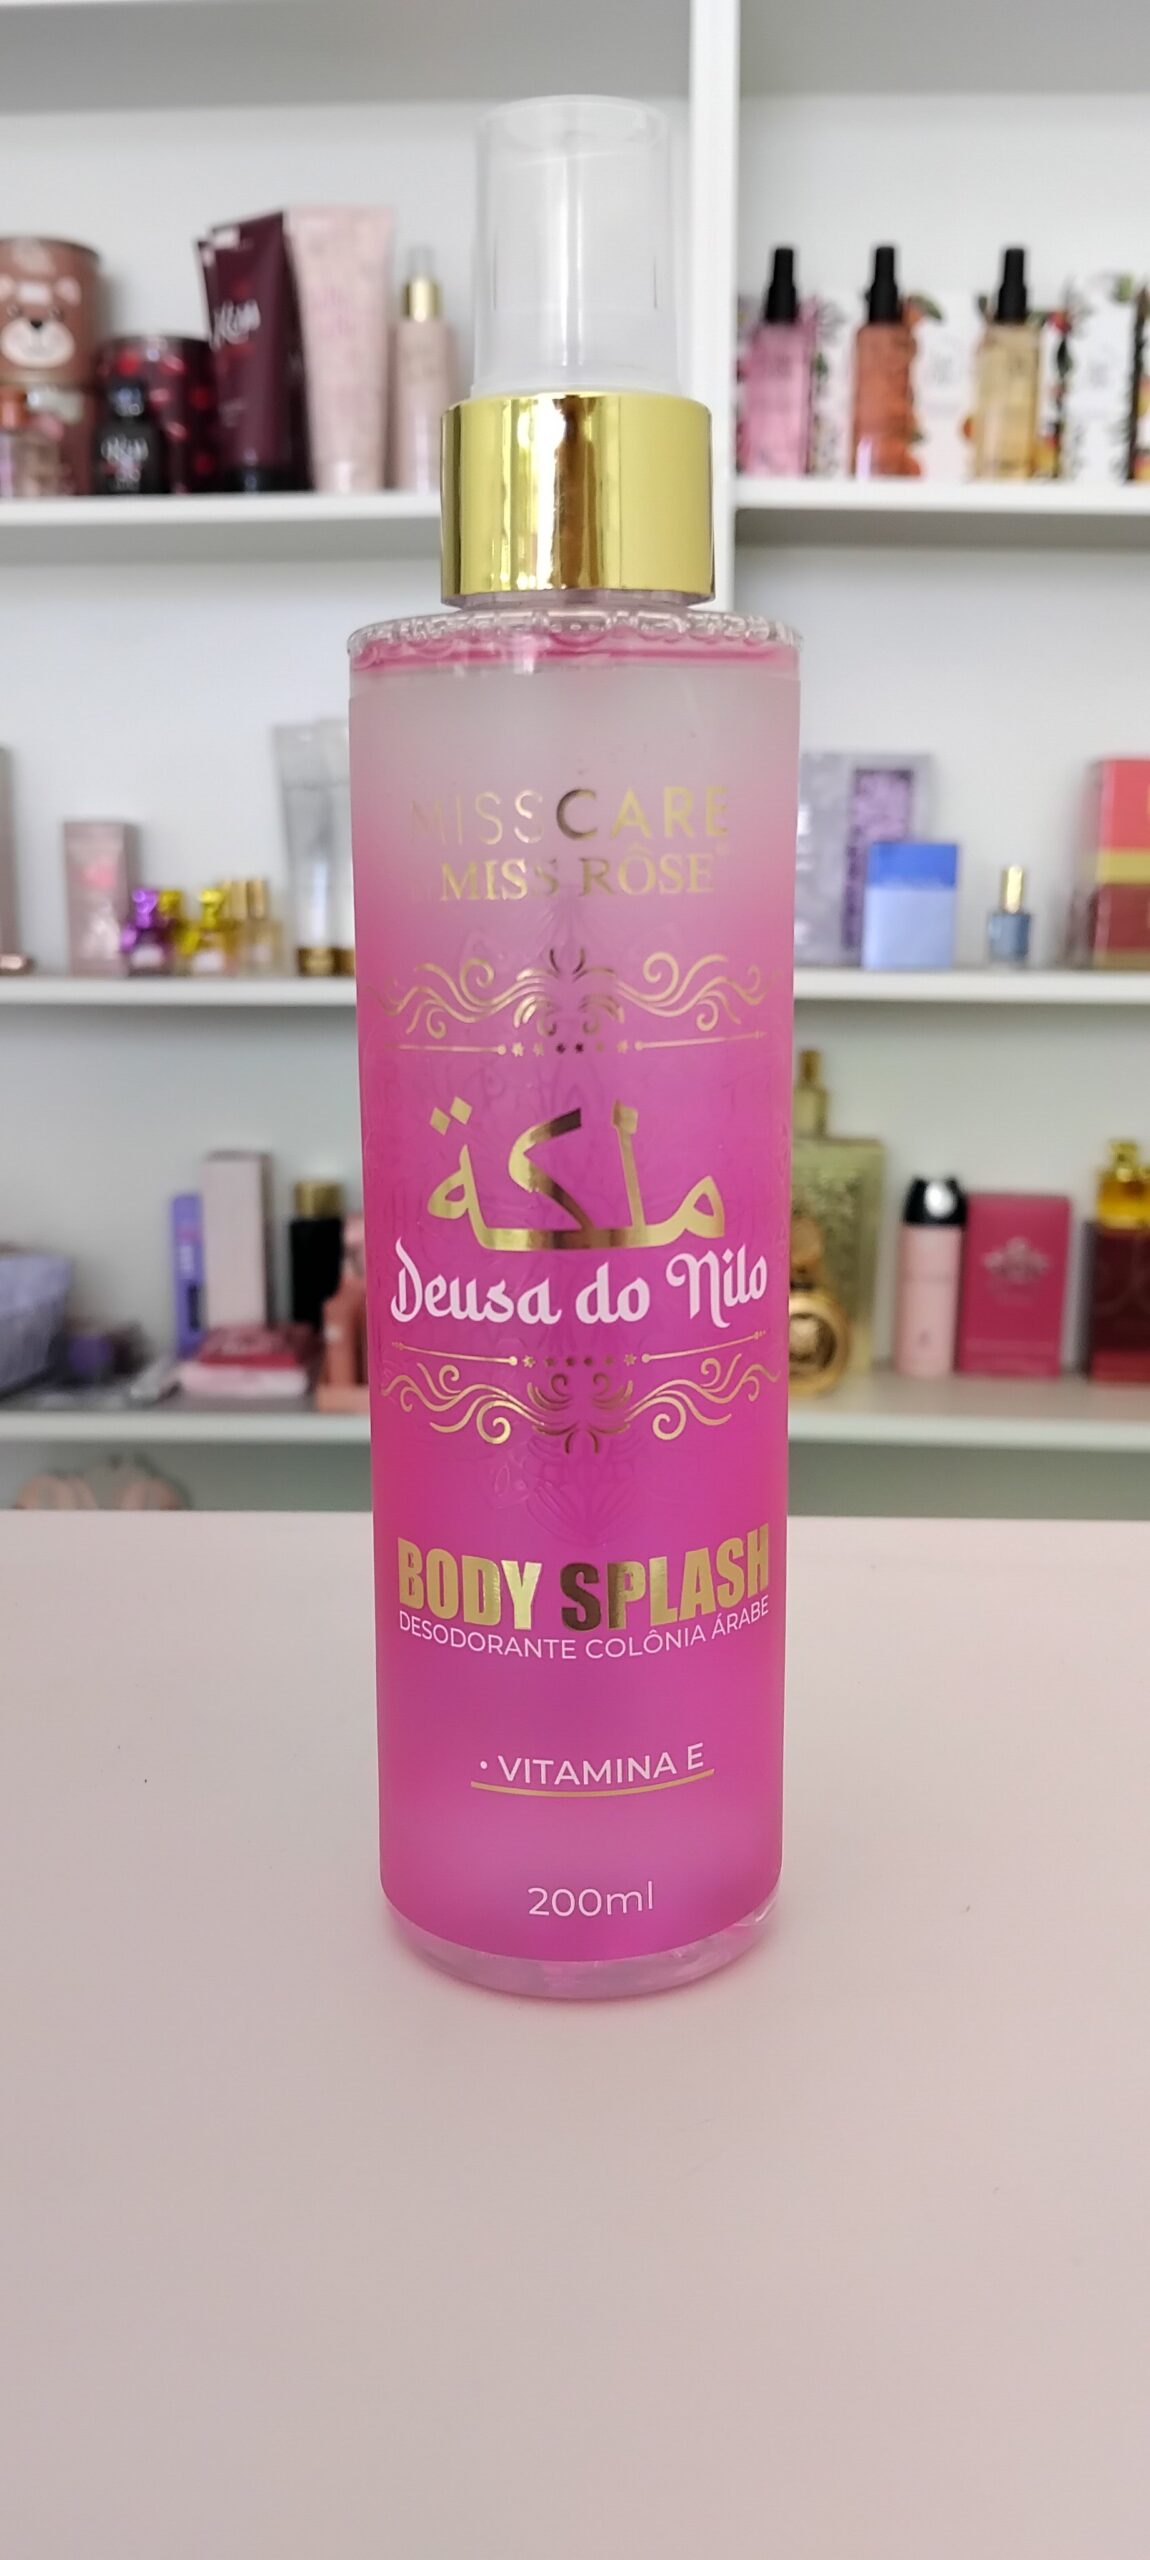 MISSCARE
MISS RÔSE®
ملكة
Deusa do Nilo
BODY SPLASH
DESODORANTE COLÔNIA ÁRABE
• VITAMINA E
200ml